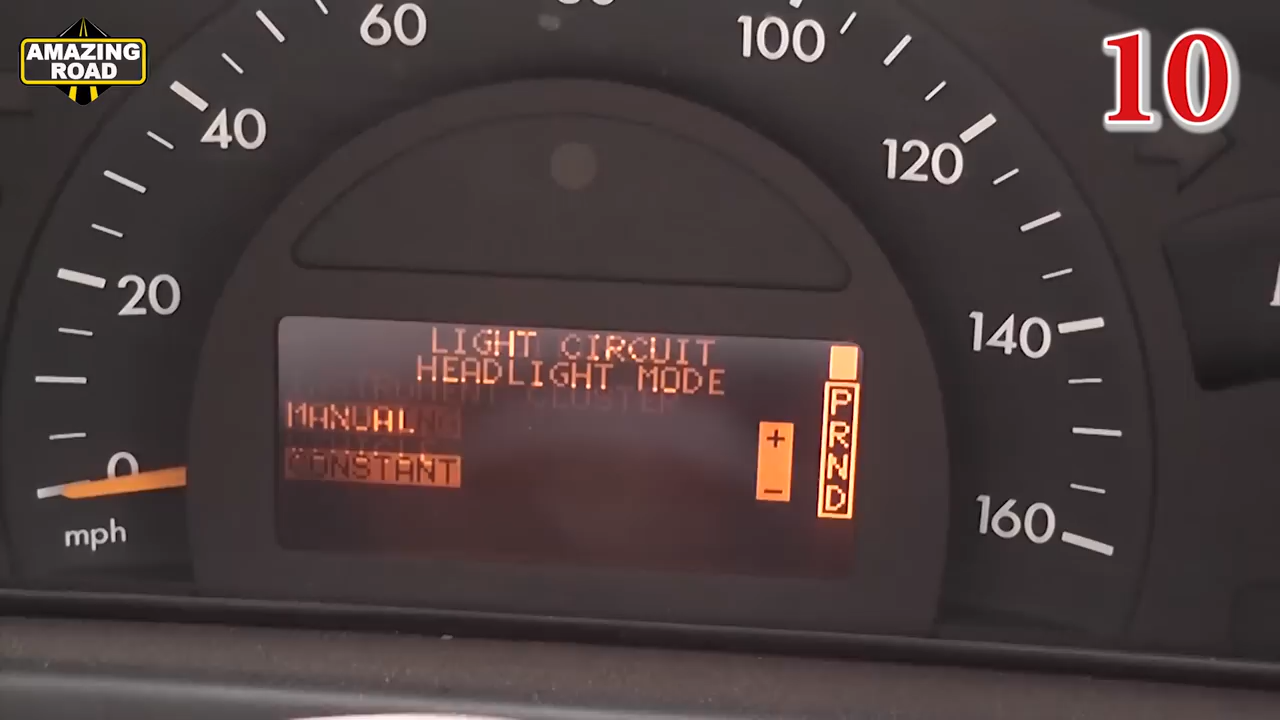 AMAZING
ROAD
10
60
100
40
120
20
140
0
160
mph
LIGHT CIRCUIT
HEADLIGHT MODE
MANUAL
CONSTANT
+
−
P
R
N
D